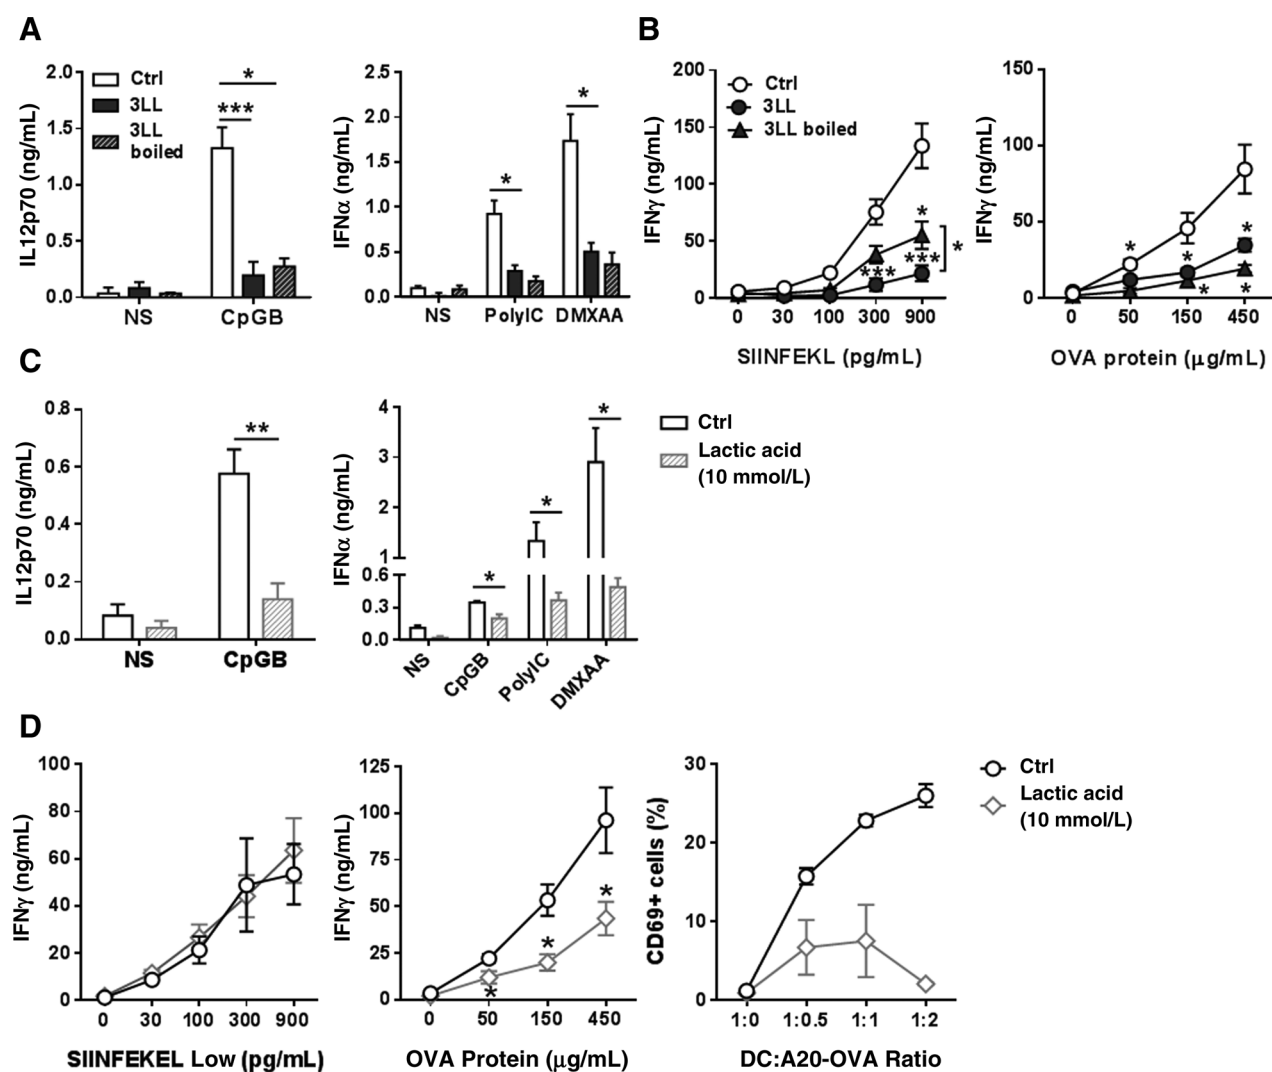 A
IL12p70 (ng/mL)
2.0
1.5
1.0
0.5
0.0
Ctrl
3LL
3LL
boiled
*
***
NS
CpGB
IFNα (ng/mL)
2.5
2.0
1.5
1.0
0.5
0.0
*
*
NS
PolyIC
DMXAA
B
IFNγ (ng/mL)
200
150
100
50
0
Ctrl
3LL
3LL boiled
*
***
***
*
0
30
100
300
900
SIINFEKL (pg/mL)
IFNγ (ng/mL)
150
100
50
0
*
*
*
*
*
0
50
150
450
OVA protein (μg/mL)
C
IL12p70 (ng/mL)
0.8
0.6
0.4
0.2
0.0
**
NS
CpGB
IFNα (ng/mL)
4
3
2
1
0.6
0.3
0.0
*
*
*
NS
CpGB
PolyIC
DMXAA
Ctrl
Lactic acid
(10 mmol/L)
D
IFNγ (ng/mL)
100
80
60
40
20
0
0
30
100
300
900
SIINFEKEL Low (pg/mL)
IFNγ (ng/mL)
125
100
75
50
25
0
*
*
*
0
50
150
450
OVA Protein (μg/mL)
CD69+ cells (%)
30
20
10
0
1:0
1:0.5
1:1
1:2
DC:A20-OVA Ratio
Ctrl
Lactic acid
(10 mmol/L)